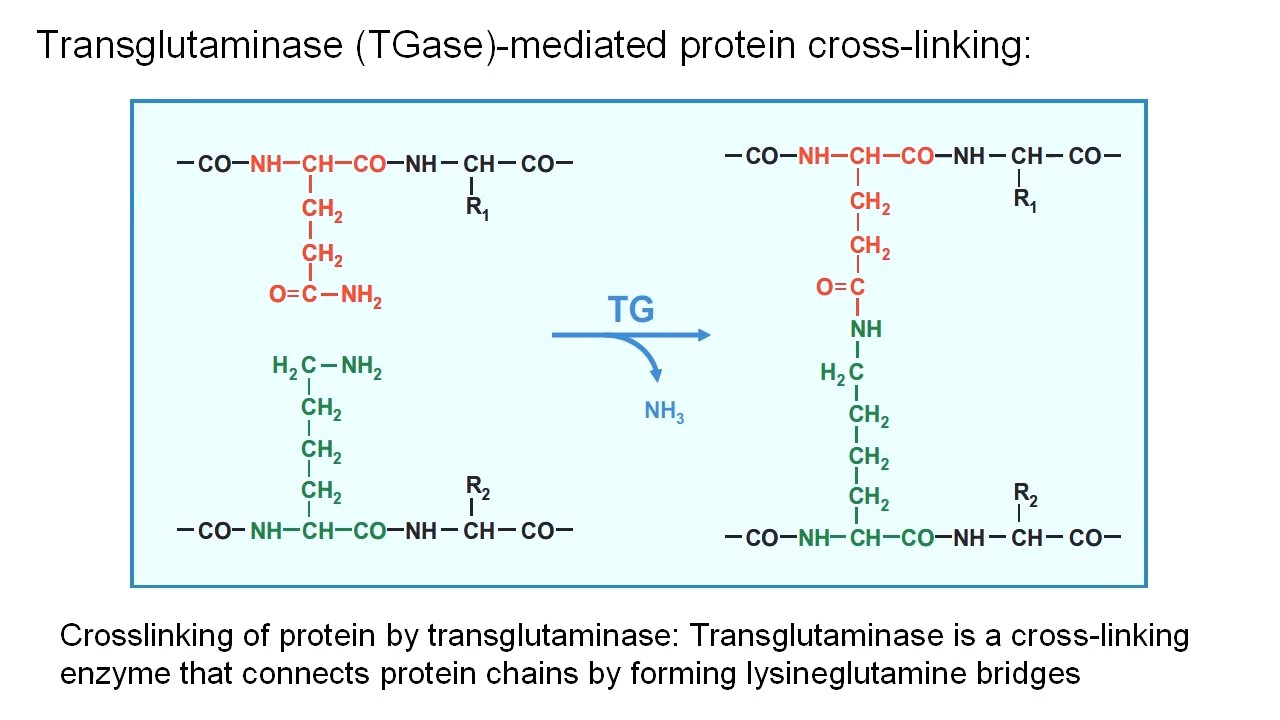 Transglutaminase (TGase)-mediated protein cross-linking:
–CO–NH–CH–CO–NH–CH–CO–
CH₂ R₁
CH₂
O=C–NH₂
H₂C–NH₂
CH₂
CH₂
CH₂ R₂
–CO–NH–CH–CO–NH–CH–CO–
TG
NH₃
–CO–NH–CH–CO–NH–CH–CO–
CH₂ R₁
CH₂
O=C
NH
H₂C
CH₂
CH₂
CH₂ R₂
–CO–NH–CH–CO–NH–CH–CO–
Crosslinking of protein by transglutaminase: Transglutaminase is a cross-linking
enzyme that connects protein chains by forming lysineglutamine bridges